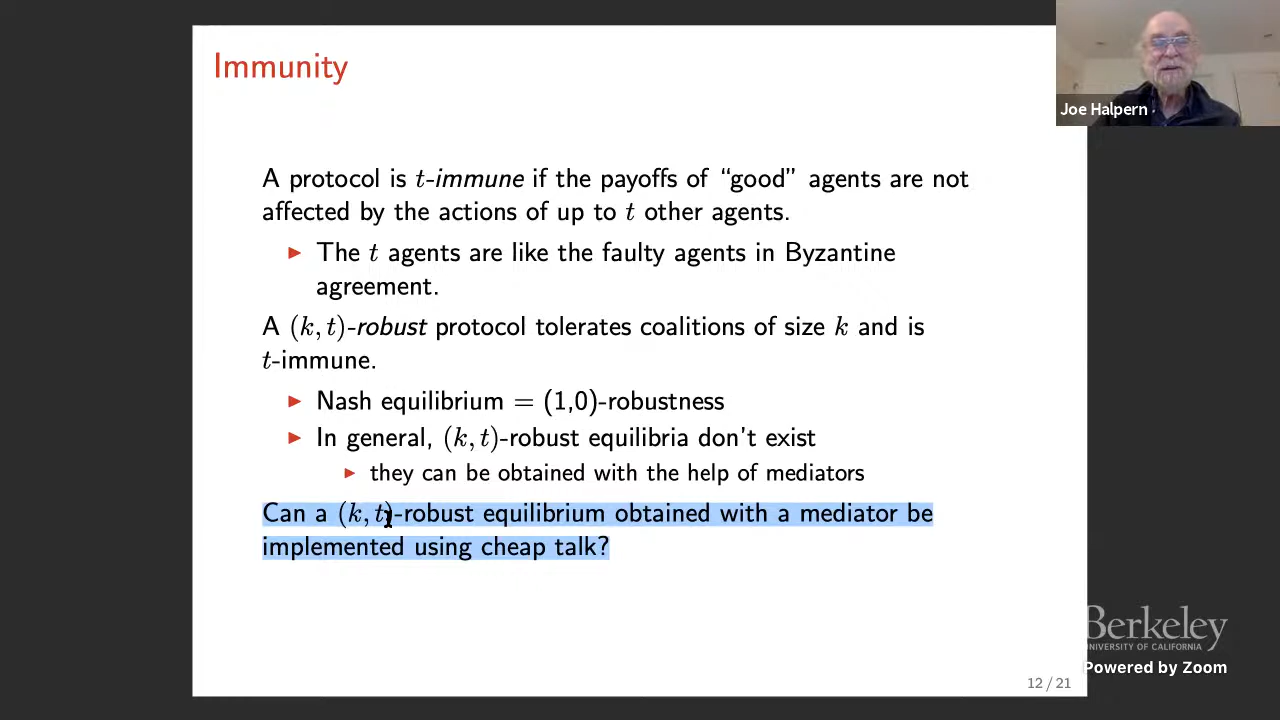 Immunity
Joe Halpern
A protocol is t-immune if the payoffs of “good” agents are not
affected by the actions of up to t other agents.
The t agents are like the faulty agents in Byzantine
agreement.
A (k, t)-robust protocol tolerates coalitions of size k and is
t-immune.
Nash equilibrium = (1,0)-robustness
In general, (k, t)-robust equilibria don't exist
they can be obtained with the help of mediators
Can a (k, t)-robust equilibrium obtained with a mediator be
implemented using cheap talk?
Berkeley
UNIVERSITY OF CALIFORNIA
Powered by Zoom
12 / 21